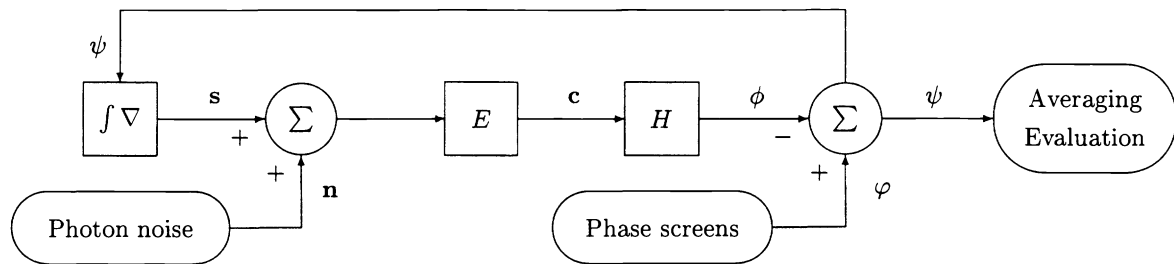 ψ
∫ ∇
s
+
Σ
+
n
E
c
H
φ
−
Σ
+
φ
ψ
Averaging
Evaluation
Photon noise
Phase screens